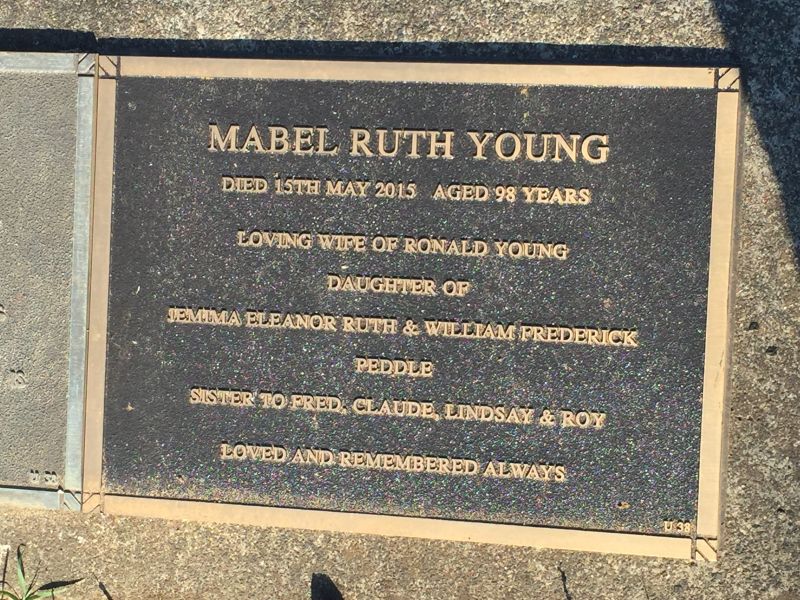 MABEL RUTH YOUNG
DIED 15TH MAY 2015 AGED 98 YEARS
LOVING WIFE OF RONALD YOUNG
DAUGHTER OF
JEMIMA ELEANOR RUTH & WILLIAM FREDERICK
PEDDLE
SISTER TO FRED, CLAUDE, LINDSAY & ROY
LOVED AND REMEMBERED ALWAYS
U 38